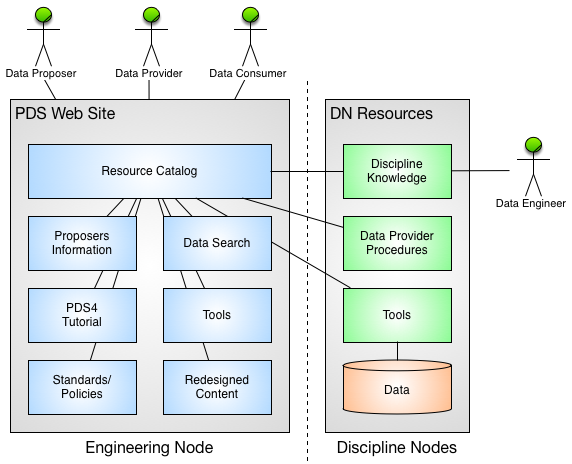 Data Proposer
Data Provider
Data Consumer
PDS Web Site
DN Resources
Resource Catalog
Discipline
Knowledge
Data Engineer
Proposers
Information
Data Search
Data Provider
Procedures
PDS4
Tutorial
Tools
Tools
Standards/
Policies
Redesigned
Content
Data
Engineering Node
Discipline Nodes